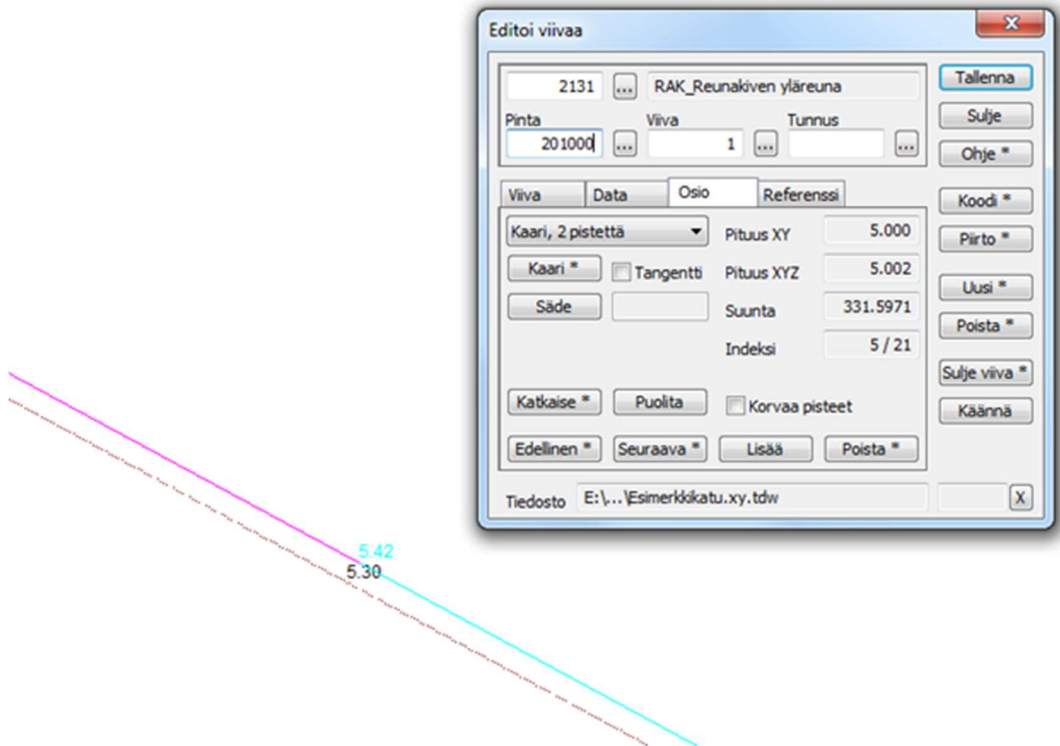 Editoi viivaa
2131 ... RAK_Reunakiven yläreuna
Pinta Viiva Tunnus
201000 ... 1 ... ...
Viiva Data Osio Referenssi
Kaari, 2 pistettä Pituus XY 5.000
Kaari * Tangentti Pituus XYZ 5.002
Säde Suunta 331.5971
Indeksi 5 / 21
Katkaise * Puolita Korvaa pisteet
Edellinen * Seuraava * Lisää Poista *
Tiedosto E:\...\Esimerkkikatu.xy.tdw X
Tallenna
Sulje
Ohje *
Koodi *
Piirto *
Uusi *
Poista *
Sulje viiva *
Käännä
5.42
5.30